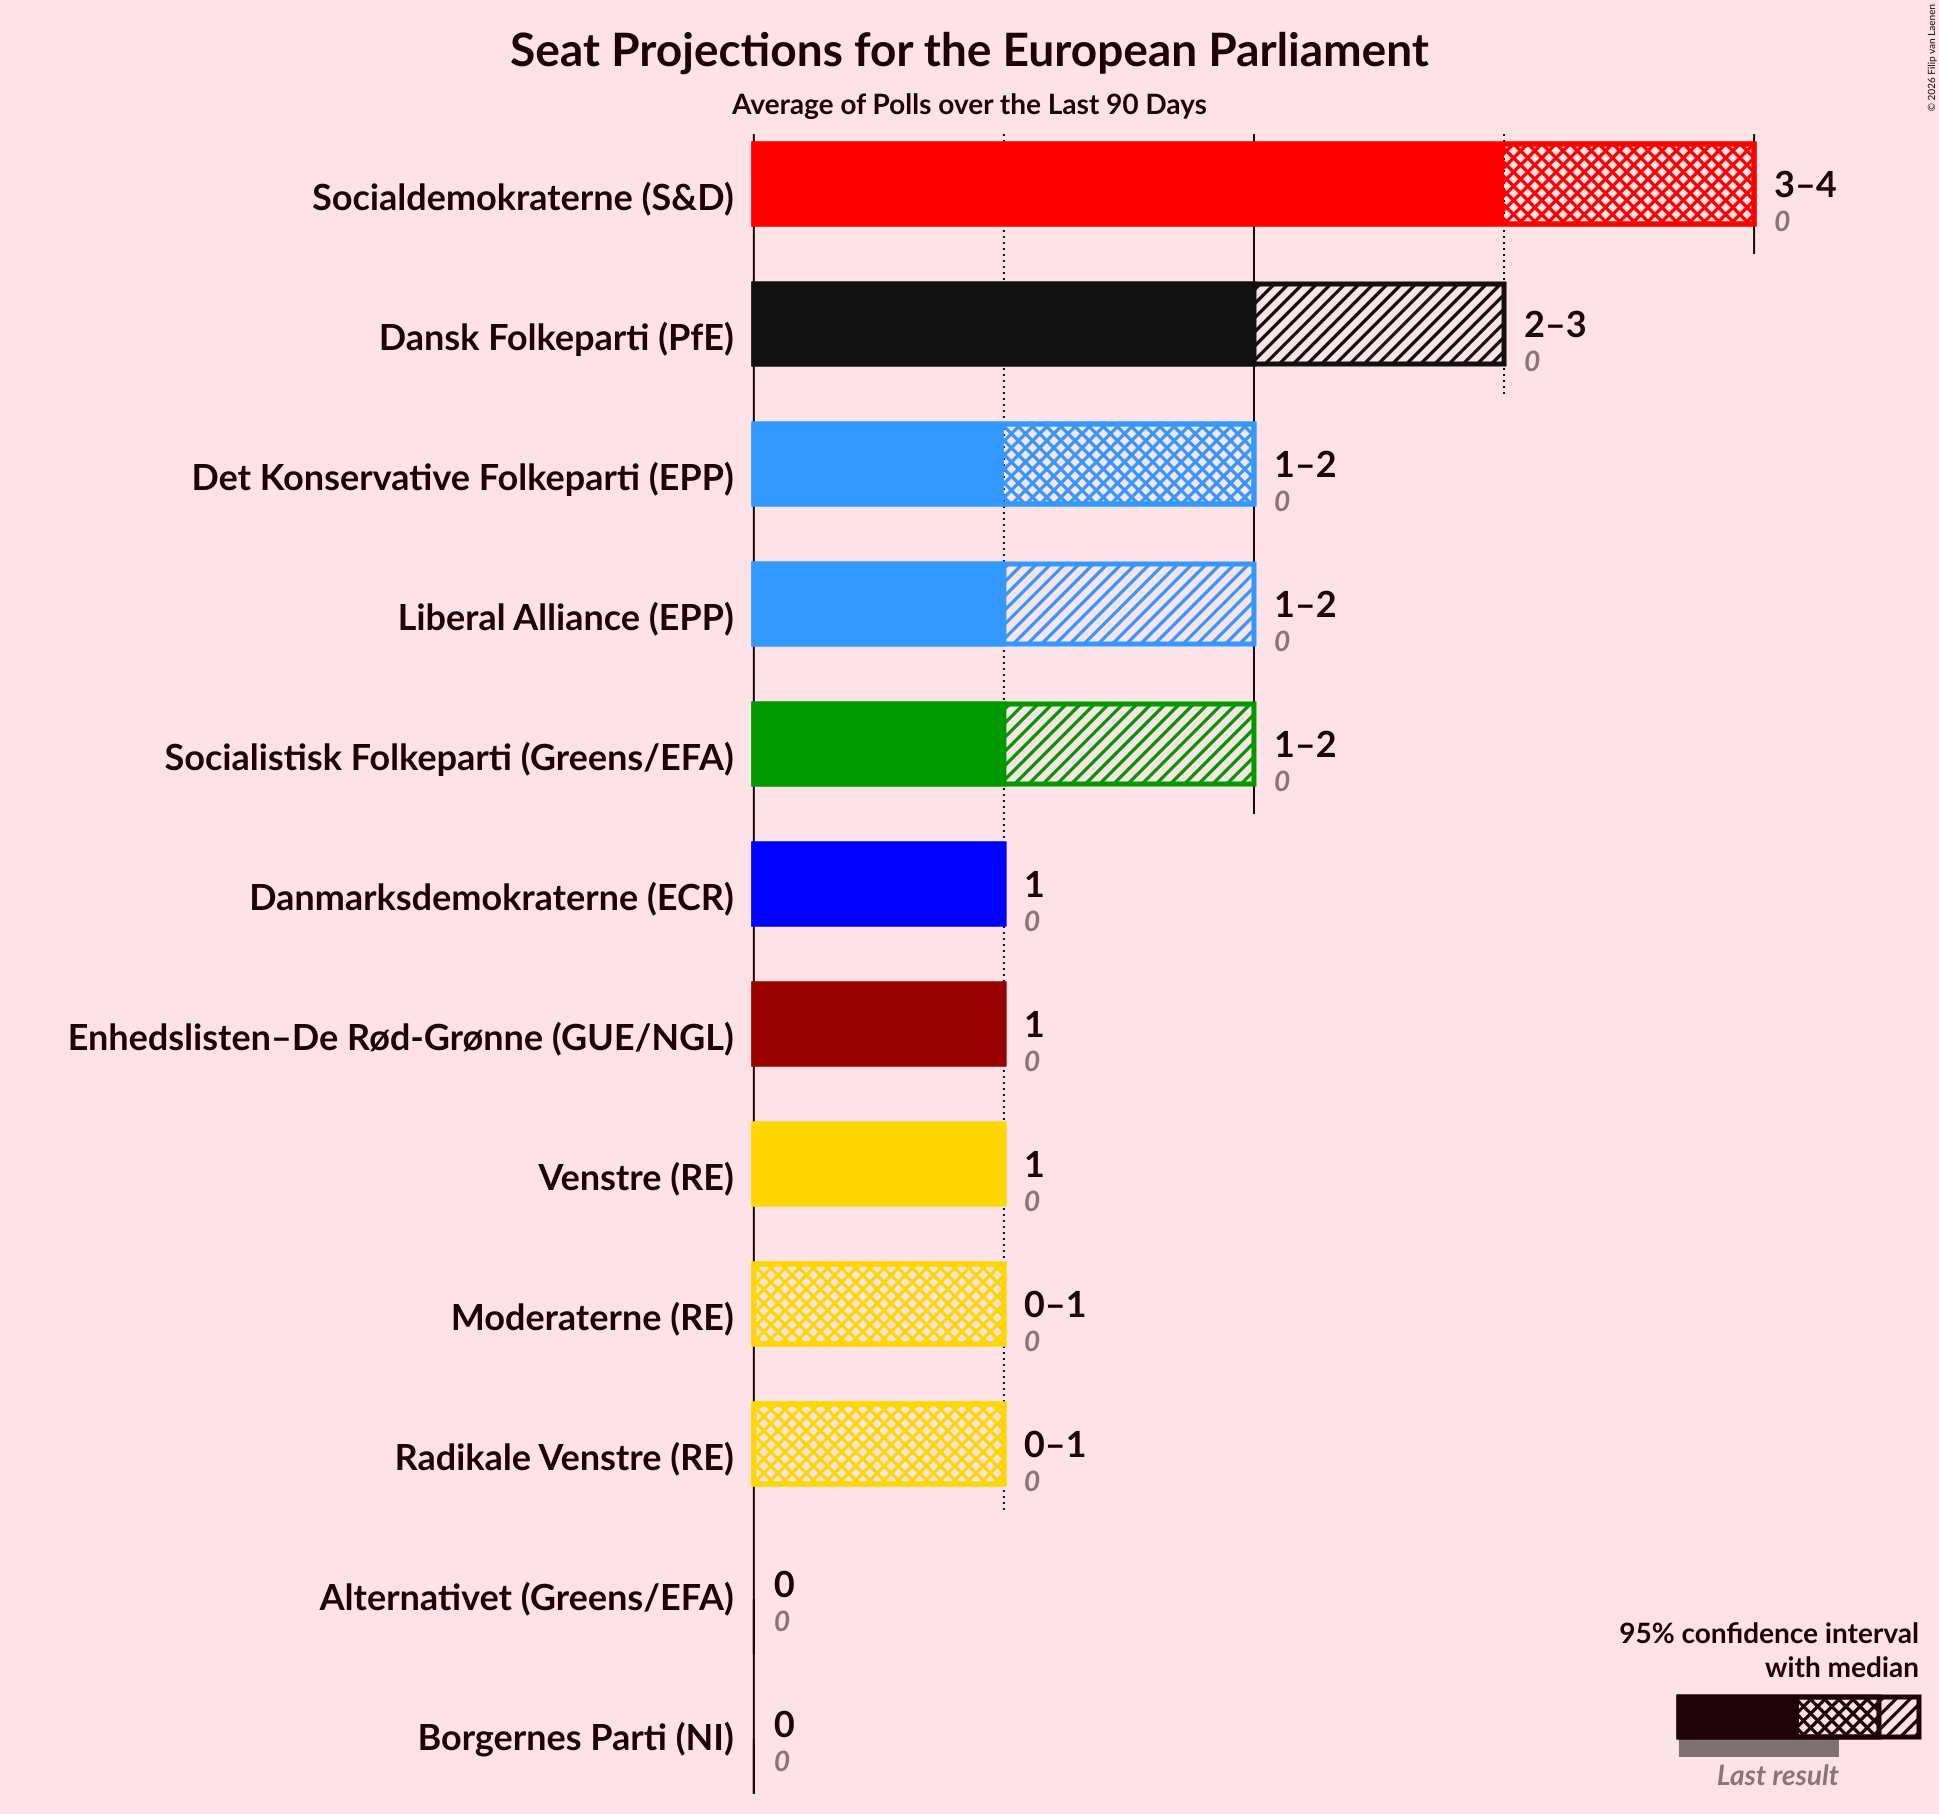 Seat Projections for the European Parliament
Average of Polls over the Last 90 Days
© 2026 Filip van Laenen
Socialdemokraterne (S&D)
3–4
0
Dansk Folkeparti (PfE)
2–3
0
Det Konservative Folkeparti (EPP)
1–2
0
Liberal Alliance (EPP)
1–2
0
Socialistisk Folkeparti (Greens/EFA)
1–2
0
Danmarksdemokraterne (ECR)
1
0
Enhedslisten–De Rød-Grønne (GUE/NGL)
1
0
Venstre (RE)
1
0
Moderaterne (RE)
0–1
0
Radikale Venstre (RE)
0–1
0
Alternativet (Greens/EFA)
0
0
Borgernes Parti (NI)
0
0
95% confidence interval
with median
Last result